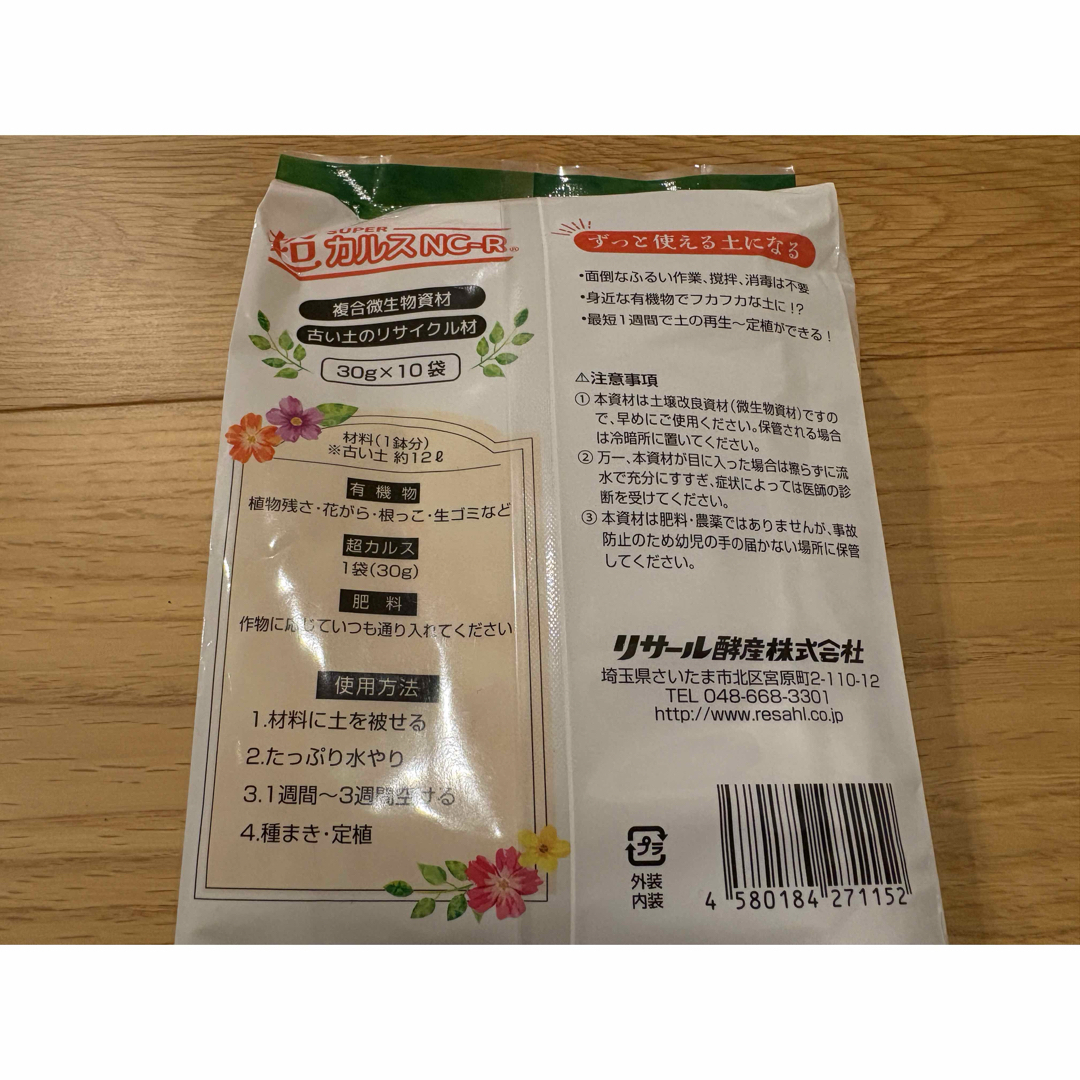 SUPER
超カルスNC-R®
複合微生物資材
古い土のリサイクル材
30g×10袋
材料(1鉢分)
※古い土 約12ℓ
有機物
植物残さ・花がら・根っこ・生ゴミなど
超カルス
1袋(30g)
肥料
作物に応じていつも通り入れてください
使用方法
1.材料に土を被せる
2.たっぷり水やり
3.1週間〜3週間空ける
4.種まき・定植
ずっと使える土になる
・面倒なふるい作業、撹拌、消毒は不要
・身近な有機物でフカフカな土に!?
・最短1週間で土の再生〜定植ができる!
⚠注意事項
① 本資材は土壌改良資材(微生物資材)ですの
で、早めにご使用ください。保管される場合
は冷暗所に置いてください。
② 万一、本資材が目に入った場合は擦らずに流
水で充分にすすぎ、症状によっては医師の診
断を受けてください。
③ 本資材は肥料・農薬ではありませんが、事故
防止のため幼児の手の届かない場所に保管
してください。
リサール酵産株式会社
埼玉県さいたま市北区宮原町2-110-12
TEL 048-668-3301
http://www.resahl.co.jp
プラ
外装
内装
4 580184 271152